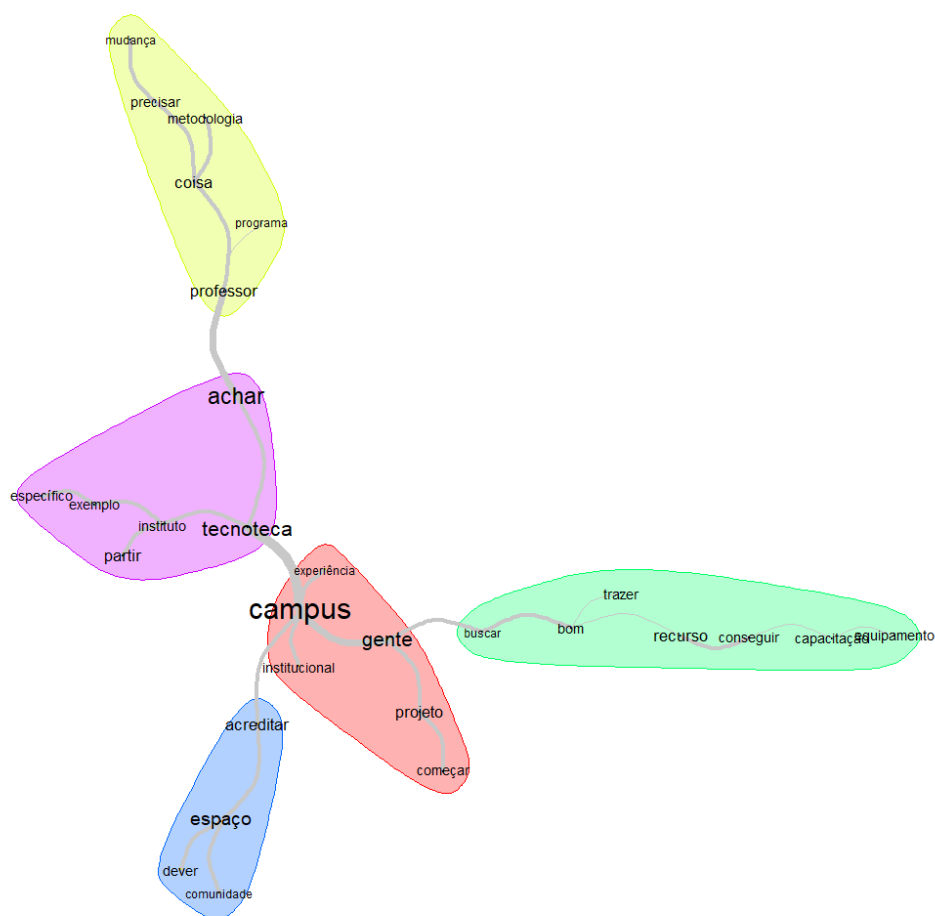 mudança
precisar
metodologia
coisa
programa
professor
achar
específico
exemplo
instituto
tecnoteca
partir
experiência
campus
gente
institucional
projeto
começar
buscar
bom
trazer
recurso
conseguir
capacitação
equipamento
acreditar
espaço
dever
comunidade